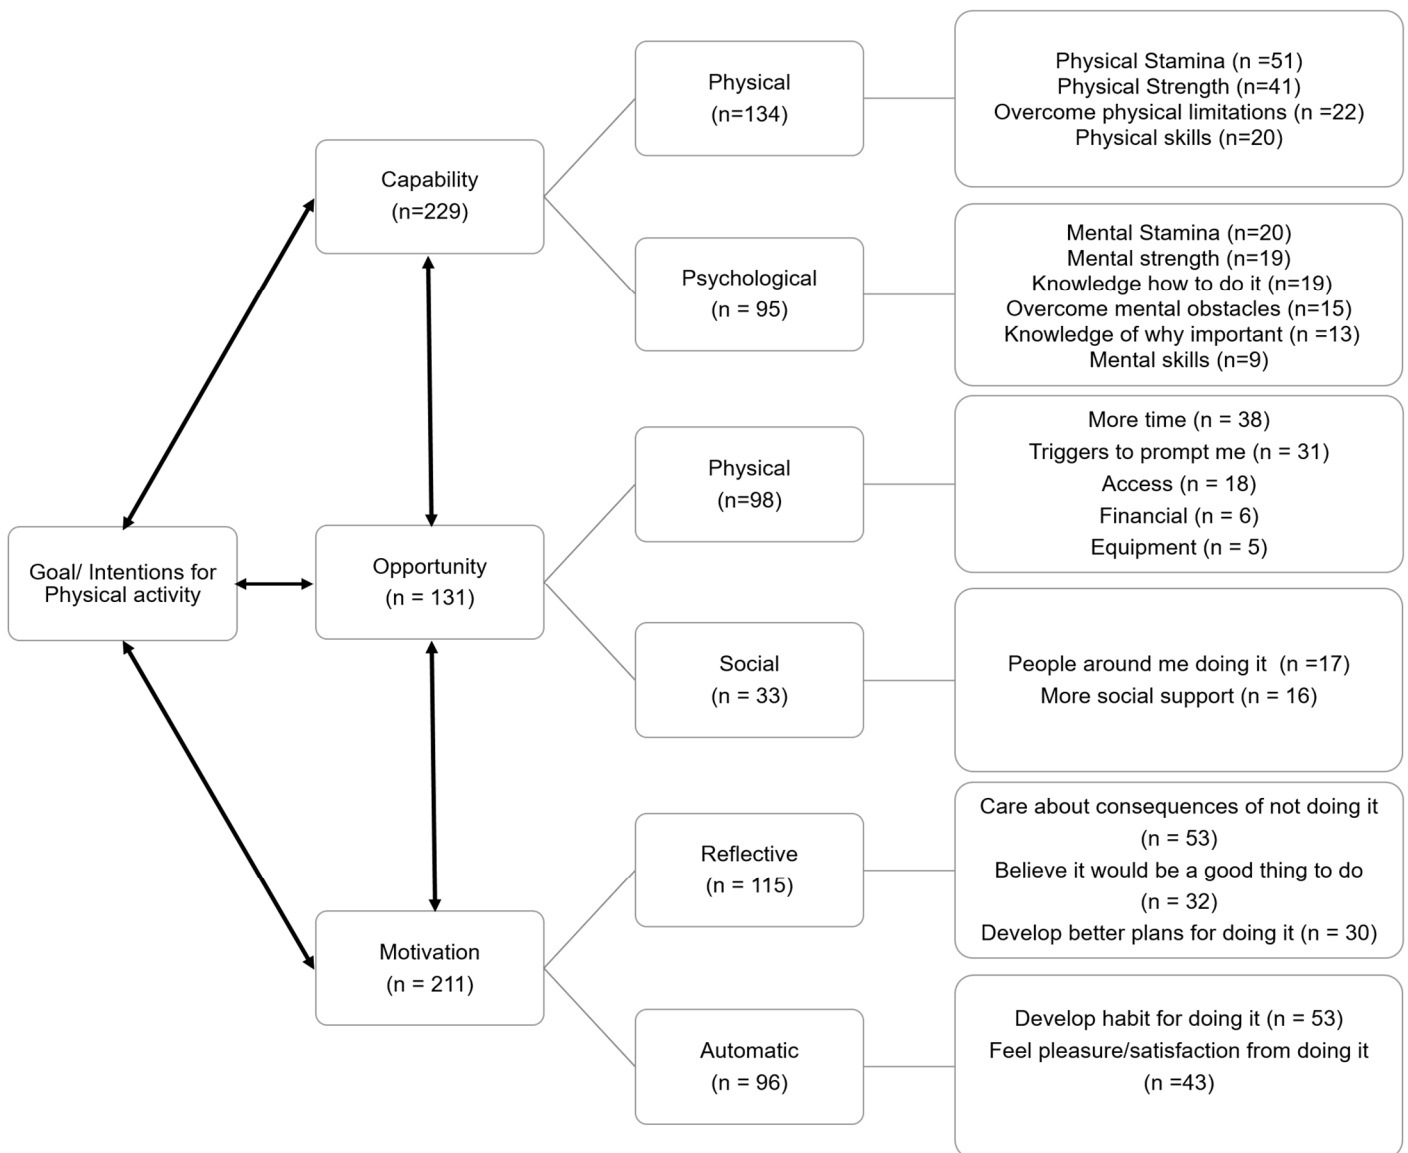 Physical
(n=134)
Physical Stamina (n =51)
Physical Strength (n=41)
Overcome physical limitations (n =22)
Physical skills (n=20)
Capability
(n=229)
Psychological
(n = 95)
Mental Stamina (n=20)
Mental strength (n=19)
Knowledge how to do it (n=19)
Overcome mental obstacles (n=15)
Knowledge of why important (n =13)
Mental skills (n=9)
Physical
(n=98)
More time (n = 38)
Triggers to prompt me (n = 31)
Access (n = 18)
Financial (n = 6)
Equipment (n = 5)
Goal/ Intentions for
Physical activity
Opportunity
(n = 131)
Social
(n = 33)
People around me doing it  (n =17)
More social support (n = 16)
Reflective
(n = 115)
Care about consequences of not doing it
(n = 53)
Believe it would be a good thing to do
(n = 32)
Develop better plans for doing it (n = 30)
Motivation
(n = 211)
Automatic
(n = 96)
Develop habit for doing it (n = 53)
Feel pleasure/satisfaction from doing it
(n =43)